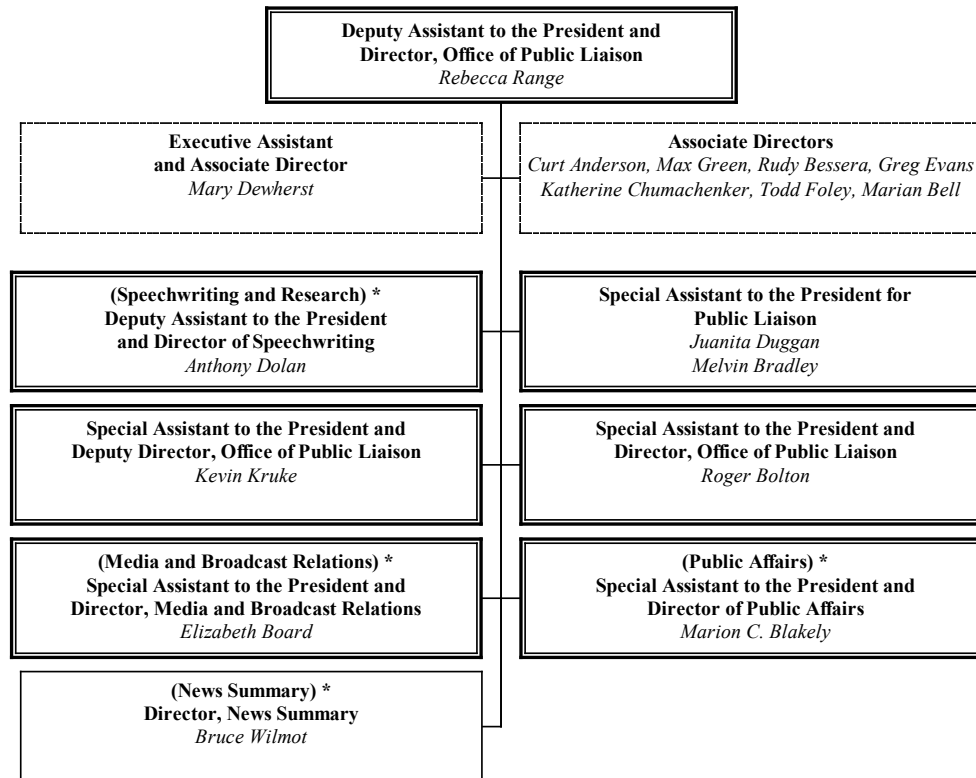 Deputy Assistant to the President and
Director, Office of Public Liaison
Rebecca Range
Executive Assistant
and Associate Director
Mary Dewherst
Associate Directors
Curt Anderson, Max Green, Rudy Bessera, Greg Evans
Katherine Chumachenker, Todd Foley, Marian Bell
(Speechwriting and Research) *
Deputy Assistant to the President
and Director of Speechwriting
Anthony Dolan
Special Assistant to the President for
Public Liaison
Juanita Duggan
Melvin Bradley
Special Assistant to the President and
Deputy Director, Office of Public Liaison
Kevin Kruke
Special Assistant to the President and
Director, Office of Public Liaison
Roger Bolton
(Media and Broadcast Relations) *
Special Assistant to the President and
Director, Media and Broadcast Relations
Elizabeth Board
(Public Affairs) *
Special Assistant to the President and
Director of Public Affairs
Marion C. Blakely
(News Summary) *
Director, News Summary
Bruce Wilmot